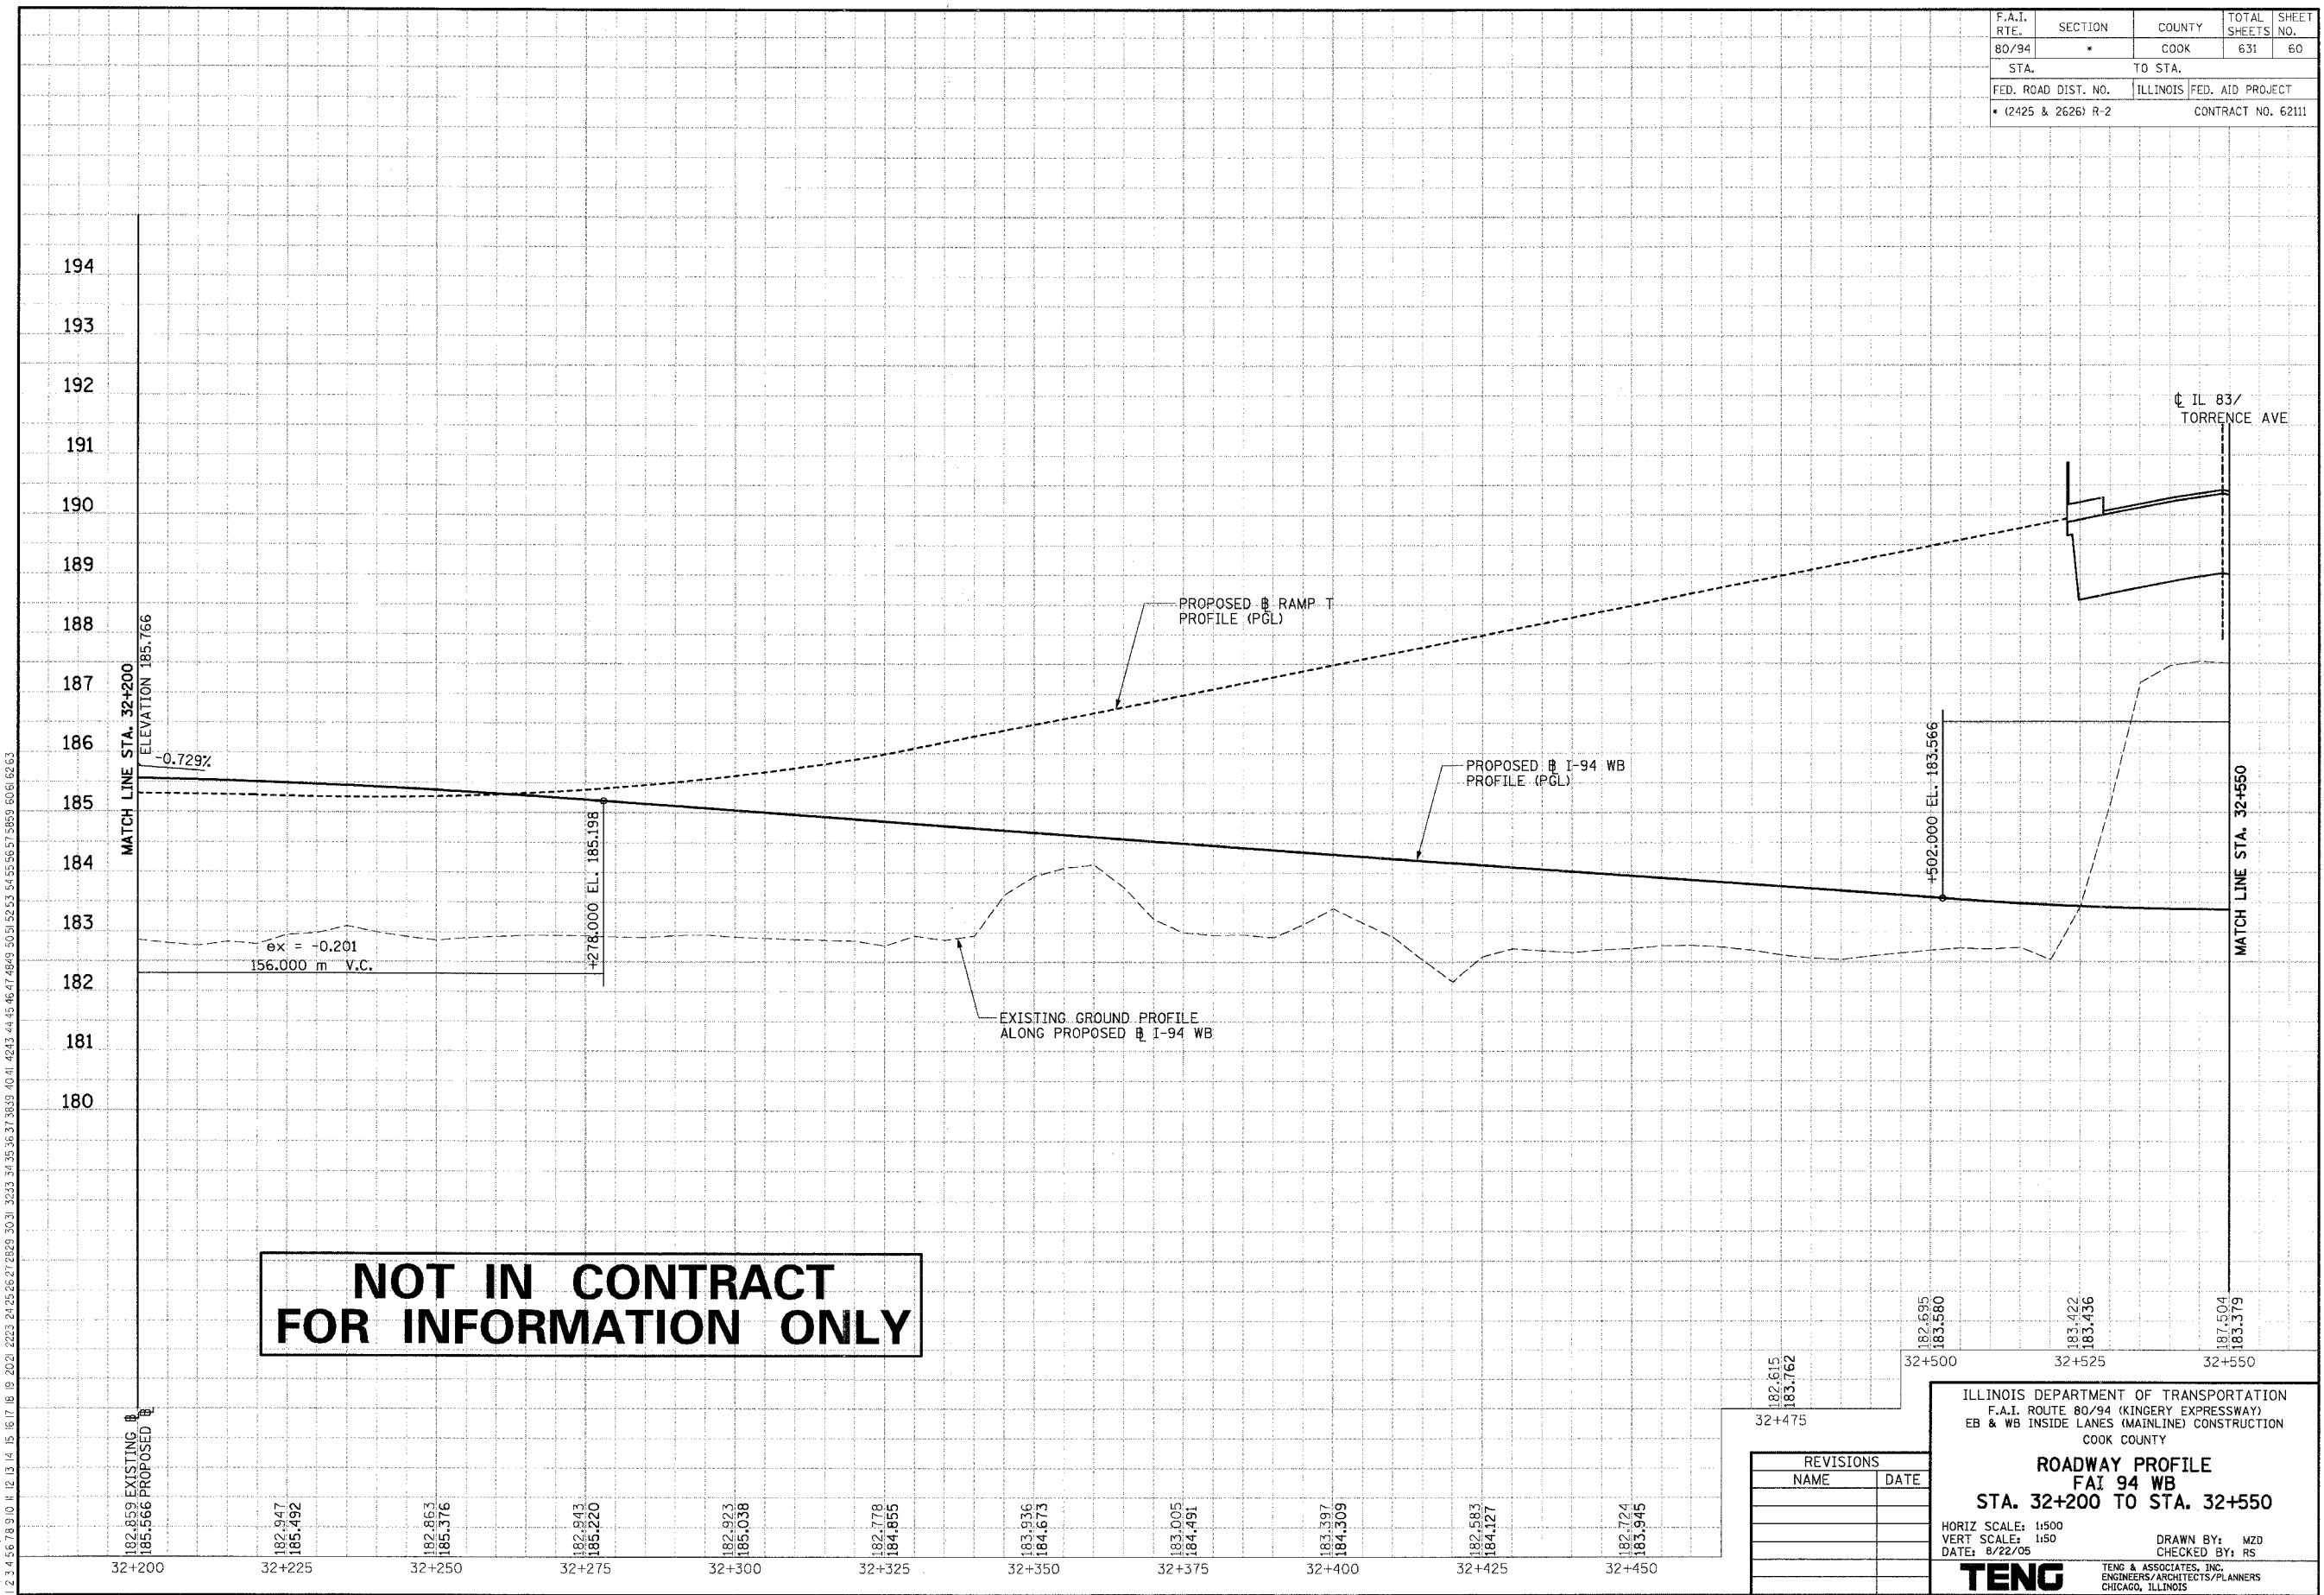 F.A.I. RTE. SECTION COUNTY TOTAL SHEETS SHEET NO.
80/94 * COOK 631 60
STA. TO STA.
FED. ROAD DIST. NO. ILLINOIS FED. AID PROJECT
* (2425 & 2626) R-2 CONTRACT NO. 62111
194
193
192
191
190
189
188
187
186
185
184
183
182
181
180
MATCH LINE STA. 32+200
ELEVATION 185.766
-0.729%
ex = -0.201
156.000 m V.C.
+278.000 EL. 185.198
PROPOSED ℄ RAMP T
PROFILE (PGL)
PROPOSED ℄ I-94 WB
PROFILE (PGL)
EXISTING GROUND PROFILE
ALONG PROPOSED ℄ I-94 WB
+502.000 EL. 183.566
℄ IL 83/
TORRENCE AVE
MATCH LINE STA. 32+550
NOT IN CONTRACT
FOR INFORMATION ONLY
182.859 EXISTING ℄
185.566 PROPOSED ℄
182.947
185.492
182.863
185.376
182.943
185.220
182.923
185.038
182.778
184.855
183.936
184.673
183.005
184.491
183.397
184.309
182.583
184.127
182.724
183.945
182.615
183.762
182.695
183.580
183.422
183.436
187.504
183.379
32+200 32+225 32+250 32+275 32+300 32+325 32+350 32+375 32+400 32+425 32+450
32+475
32+500 32+525 32+550
REVISIONS
NAME DATE
ILLINOIS DEPARTMENT OF TRANSPORTATION
F.A.I. ROUTE 80/94 (KINGERY EXPRESSWAY)
EB & WB INSIDE LANES (MAINLINE) CONSTRUCTION
COOK COUNTY
ROADWAY PROFILE
FAI 94 WB
STA. 32+200 TO STA. 32+550
HORIZ SCALE: 1:500
VERT SCALE: 1:50 DRAWN BY: MZD
DATE: 8/22/05 CHECKED BY: RS
TENG
TENG & ASSOCIATES, INC.
ENGINEERS/ARCHITECTS/PLANNERS
CHICAGO, ILLINOIS